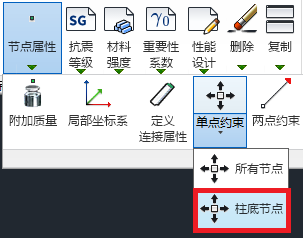 SG
γ0
节点属性
抗震
等级
材料
强度
重要性
系数
性能
设计
删除
复制
附加质量
局部坐标系
定义
连接属性
单点约束
两点约束
所有节点
柱底节点